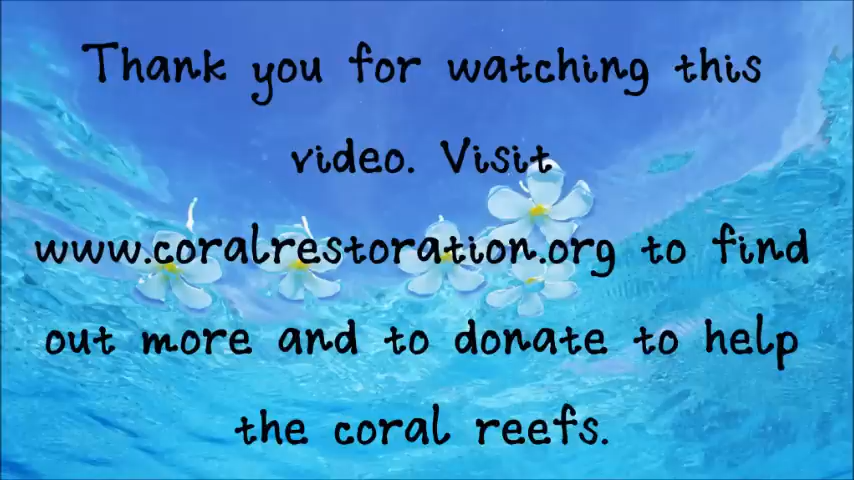 Thank you for watching this
video. Visit
www.coralrestoration.org to find
out more and to donate to help
the coral reefs.